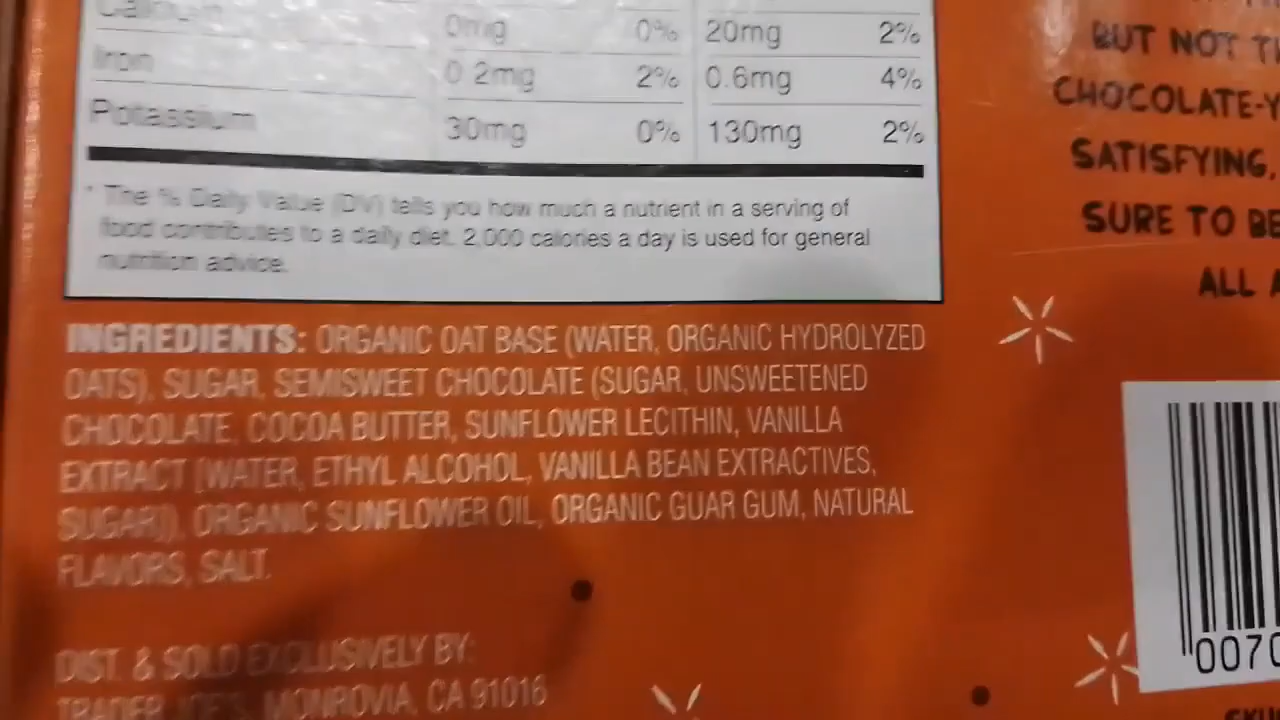 Calcium 0mg 0% 20mg 2%
Iron 0.2mg 2% 0.6mg 4%
Potassium 30mg 0% 130mg 2%
* The % Daily Value (DV) tells you how much a nutrient in a serving of
food contributes to a daily diet. 2,000 calories a day is used for general
nutrition advice.
INGREDIENTS: ORGANIC OAT BASE (WATER, ORGANIC HYDROLYZED
OATS), SUGAR, SEMISWEET CHOCOLATE (SUGAR, UNSWEETENED
CHOCOLATE, COCOA BUTTER, SUNFLOWER LECITHIN, VANILLA
EXTRACT [WATER, ETHYL ALCOHOL, VANILLA BEAN EXTRACTIVES,
SUGAR]), ORGANIC SUNFLOWER OIL, ORGANIC GUAR GUM, NATURAL
FLAVORS, SALT.
DIST. & SOLD EXCLUSIVELY BY:
TRADER JOE'S, MONROVIA, CA 91016
BUT NOT
CHOCOLATE-Y
SATISFYING,
SURE TO BE
ALL
0070
SKU